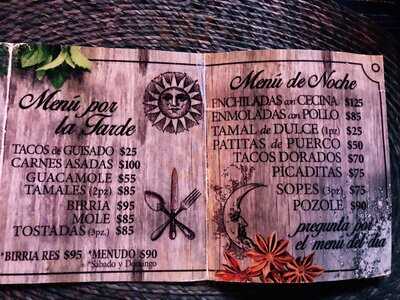 Menú por
la Tarde
TACOS de GUISADO $25
CARNES ASADAS $100
GUACAMOLE $55
TAMALES (2pz) $85
BIRRIA $95
MOLE $85
TOSTADAS (3pz.) $85
*BIRRIA RES $95 *MENUDO $90
*Sábado y Domingo
Menú de Noche
ENCHILADAS con CECINA $125
ENMOLADAS con POLLO $85
TAMAL de DULCE (1pz) $25
PATITAS de PUERCO $50
TACOS DORADOS $70
PICADITAS $75
SOPES (3pz) $75
POZOLE $90
pregunta por
el menú del día